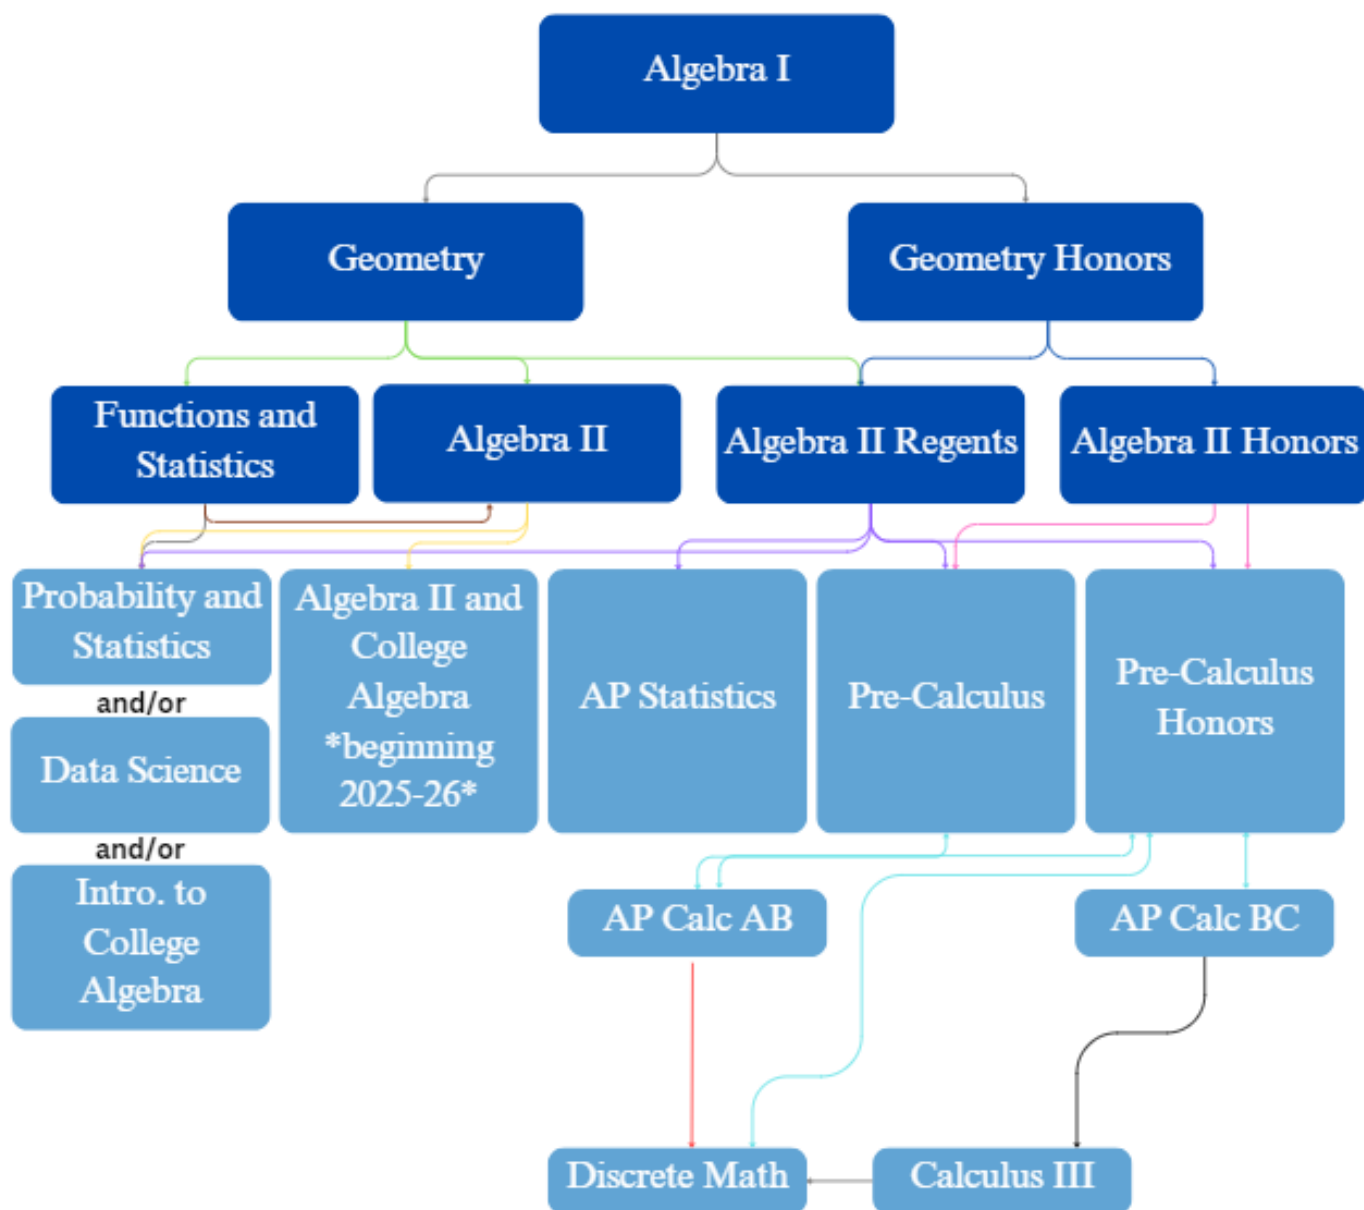 Algebra I
Geometry
Geometry Honors
Functions and
Statistics
Algebra II
Algebra II Regents
Algebra II Honors
Probability and
Statistics
and/or
Data Science
and/or
Intro. to
College
Algebra
Algebra II and
College
Algebra
*beginning
2025-26*
AP Statistics
Pre-Calculus
Pre-Calculus
Honors
AP Calc AB
AP Calc BC
Discrete Math
Calculus III